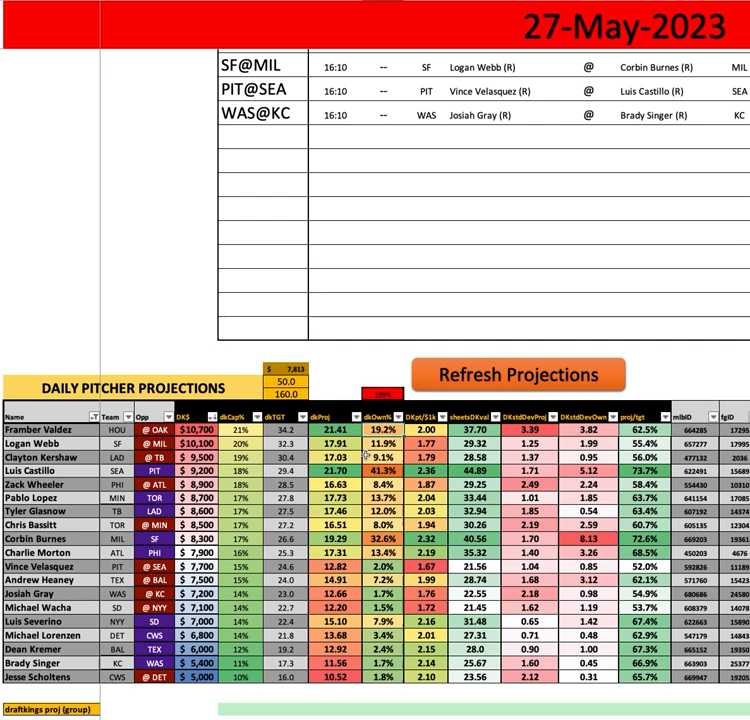 27-May-2023
SF@MIL 16:10 -- SF Logan Webb (R) @ Corbin Burnes (R) MIL
PIT@SEA 16:10 -- PIT Vince Velasquez (R) @ Luis Castillo (R) SEA
WAS@KC 16:10 -- WAS Josiah Gray (R) @ Brady Singer (R) KC
$ 7,813
DAILY PITCHER PROJECTIONS 50.0
160.0 199%
Refresh Projections
Name Team Opp DK$ dkCap% dkTGT dkProj dkOwn% DKpt/$1k sheetsDKval DKstdDevProj DKstdDevOwn proj/tgt mlbID fgID
Framber Valdez HOU @ OAK $10,700 21% 34.2 21.41 19.2% 2.00 37.70 3.39 3.82 62.5% 664285 17295
Logan Webb SF @ MIL $10,100 20% 32.3 17.91 11.9% 1.77 29.32 1.25 1.99 55.4% 657277 17995
Clayton Kershaw LAD @ TB $ 9,500 19% 30.4 17.03 9.1% 1.79 28.58 1.37 0.95 56.0% 477132 2036
Luis Castillo SEA PIT $ 9,200 18% 29.4 21.70 41.3% 2.36 44.89 1.71 5.12 73.7% 622491 15689
Zack Wheeler PHI @ ATL $ 8,900 18% 28.5 16.63 8.4% 1.87 29.25 2.49 2.24 58.4% 554430 10310
Pablo Lopez MIN TOR $ 8,700 17% 27.8 17.73 13.7% 2.04 33.44 1.01 1.85 63.7% 641154 17085
Tyler Glasnow TB LAD $ 8,600 17% 27.5 17.46 12.0% 2.03 32.94 1.85 0.54 63.4% 607192 14374
Chris Bassitt TOR @ MIN $ 8,500 17% 27.2 16.51 8.0% 1.94 30.26 2.19 2.59 60.7% 605135 12304
Corbin Burnes MIL SF $ 8,300 17% 26.6 19.29 32.6% 2.32 40.56 1.70 8.13 72.6% 669203 19361
Charlie Morton ATL PHI $ 7,900 16% 25.3 17.31 13.4% 2.19 35.32 1.40 3.26 68.5% 450203 4676
Vince Velasquez PIT @ SEA $ 7,700 15% 24.6 12.82 2.0% 1.67 21.56 1.04 0.85 52.0% 592826 11189
Andrew Heaney TEX @ BAL $ 7,500 15% 24.0 14.91 7.2% 1.99 28.74 1.68 3.12 62.1% 571760 15423
Josiah Gray WAS @ KC $ 7,200 14% 23.0 12.66 1.7% 1.76 22.55 2.18 0.98 54.9% 680686 24580
Michael Wacha SD @ NYY $ 7,100 14% 22.7 12.20 1.5% 1.72 21.45 1.62 1.19 53.7% 608379 14078
Luis Severino NYY SD $ 7,000 14% 22.4 15.10 7.9% 2.16 31.48 0.65 1.42 67.4% 622663 15890
Michael Lorenzen DET CWS $ 6,800 14% 21.8 13.68 3.4% 2.01 27.31 0.71 0.48 62.9% 547179 14843
Dean Kremer BAL TEX $ 6,000 12% 19.2 12.92 2.4% 2.15 28.0 0.90 1.00 67.3% 665152 19350
Brady Singer KC WAS $ 5,400 11% 17.3 11.56 1.7% 2.14 25.67 1.60 0.45 66.9% 663903 25377
Jesse Scholtens CWS @ DET $ 5,000 10% 16.0 10.52 1.8% 2.10 23.56 2.12 0.31 65.7% 669947 19205
draftkings proj (group)